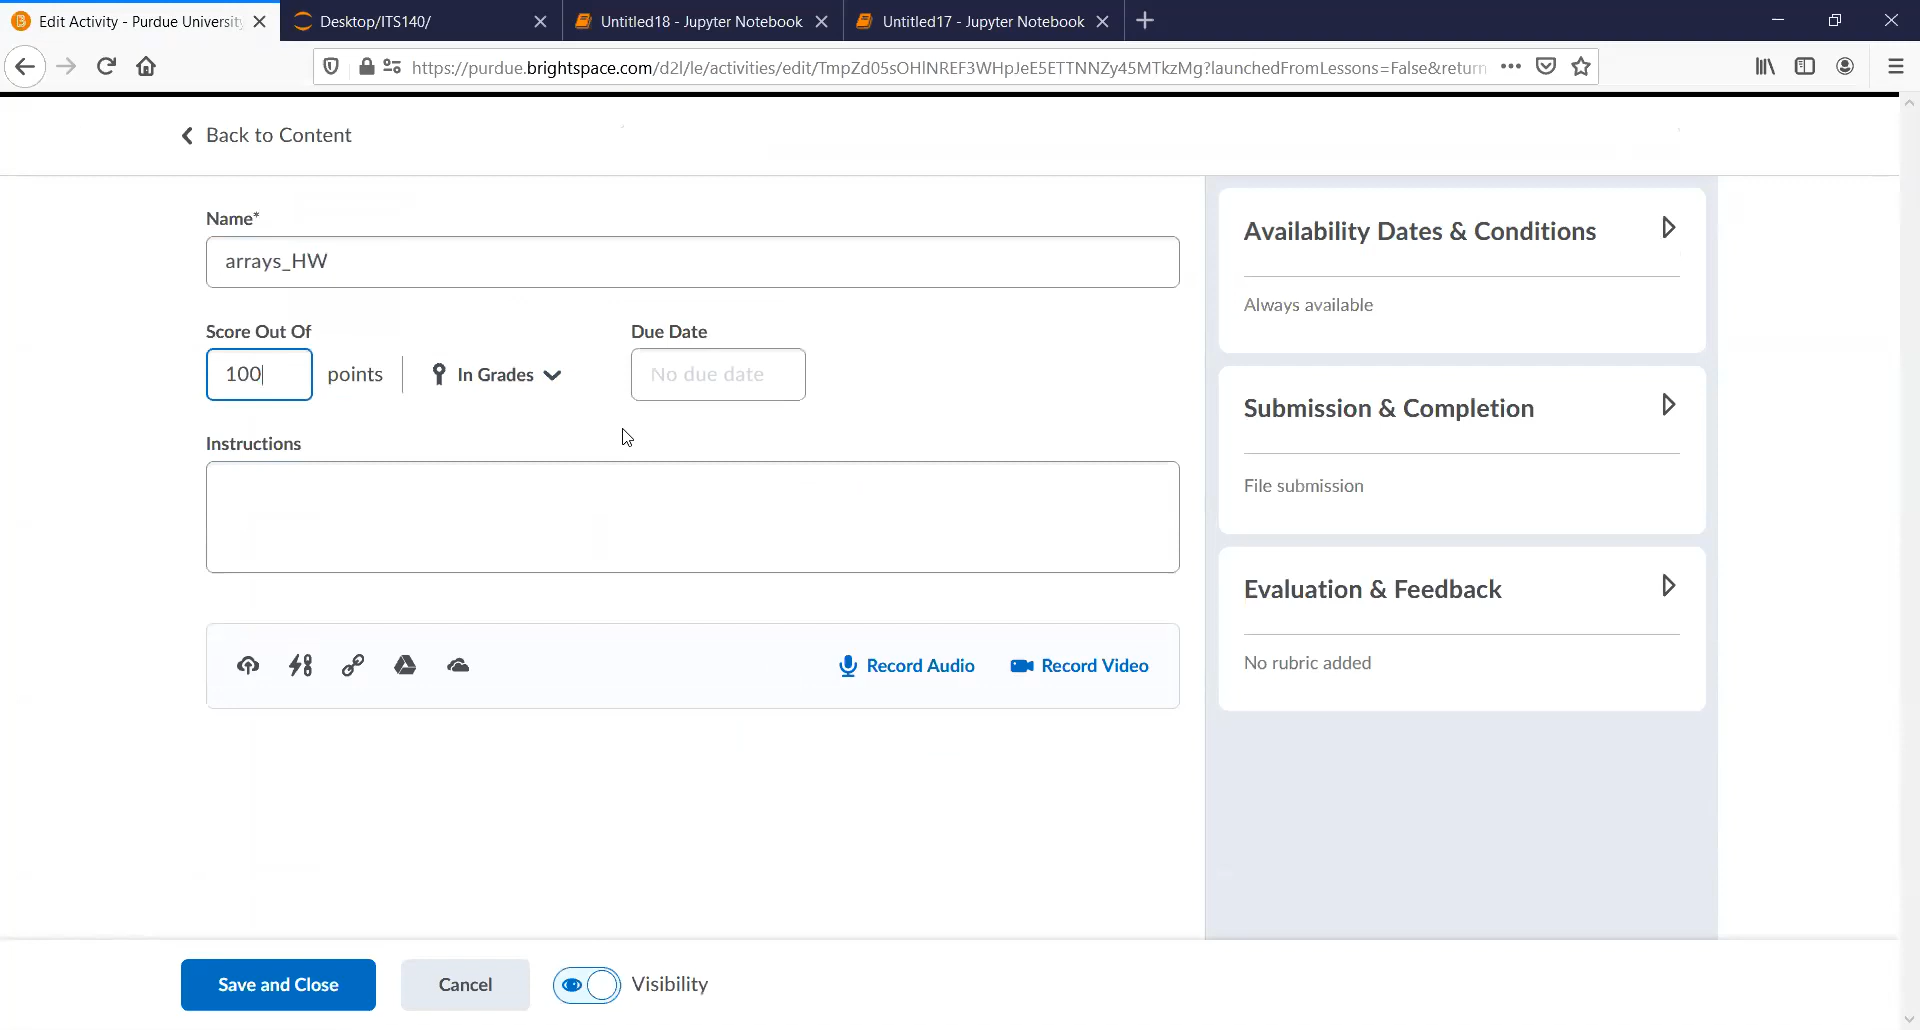 Edit Activity - Purdue University
Desktop/ITS140/
Untitled18 - Jupyter Notebook
Untitled17 - Jupyter Notebook
https://purdue.brightspace.com/d2l/le/activities/edit/TmpZd05sOHlNREF3WHpJeE5ETTNNZy45MTkzMg?launchedFromLessons=False&return
Back to Content
Name*
arrays_HW
Score Out Of
Due Date
100 points
In Grades
No due date
Instructions
Record Audio
Record Video
Availability Dates & Conditions
Always available
Submission & Completion
File submission
Evaluation & Feedback
No rubric added
Save and Close
Cancel
Visibility